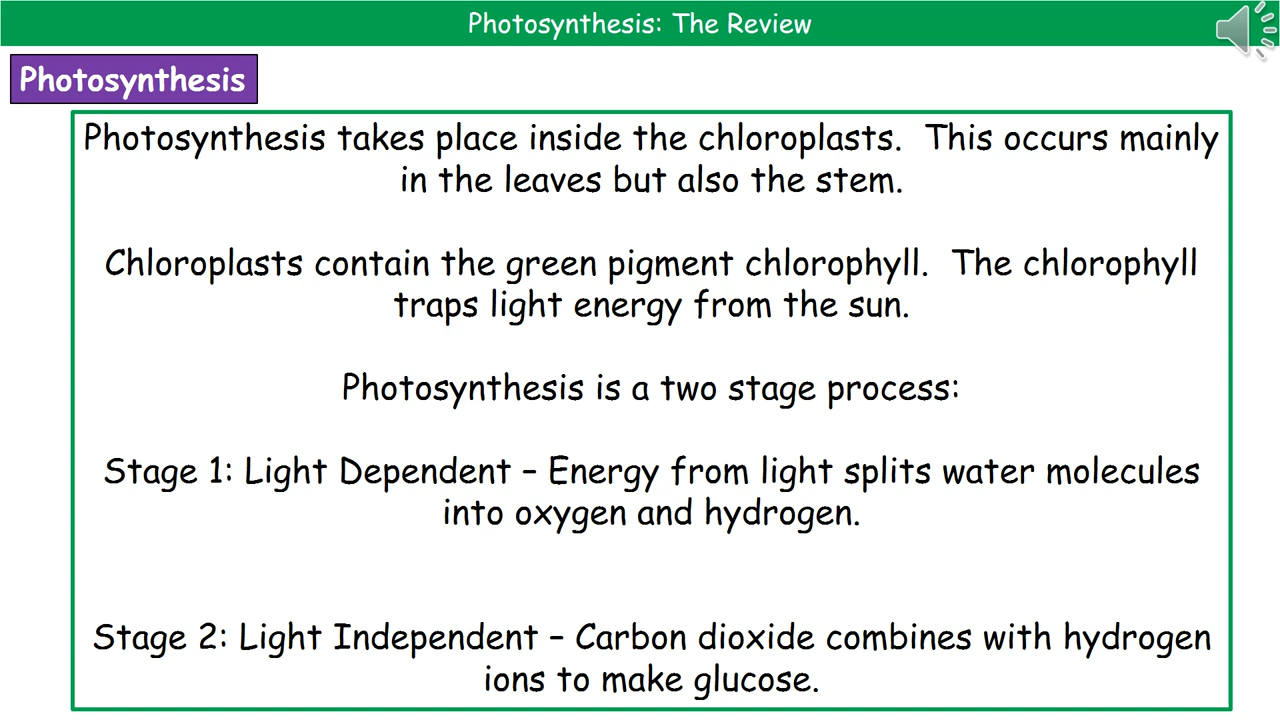 Photosynthesis: The Review
Photosynthesis
Photosynthesis takes place inside the chloroplasts.  This occurs mainly
in the leaves but also the stem.
Chloroplasts contain the green pigment chlorophyll.  The chlorophyll
traps light energy from the sun.
Photosynthesis is a two stage process:
Stage 1: Light Dependent – Energy from light splits water molecules
into oxygen and hydrogen.
Stage 2: Light Independent – Carbon dioxide combines with hydrogen
ions to make glucose.